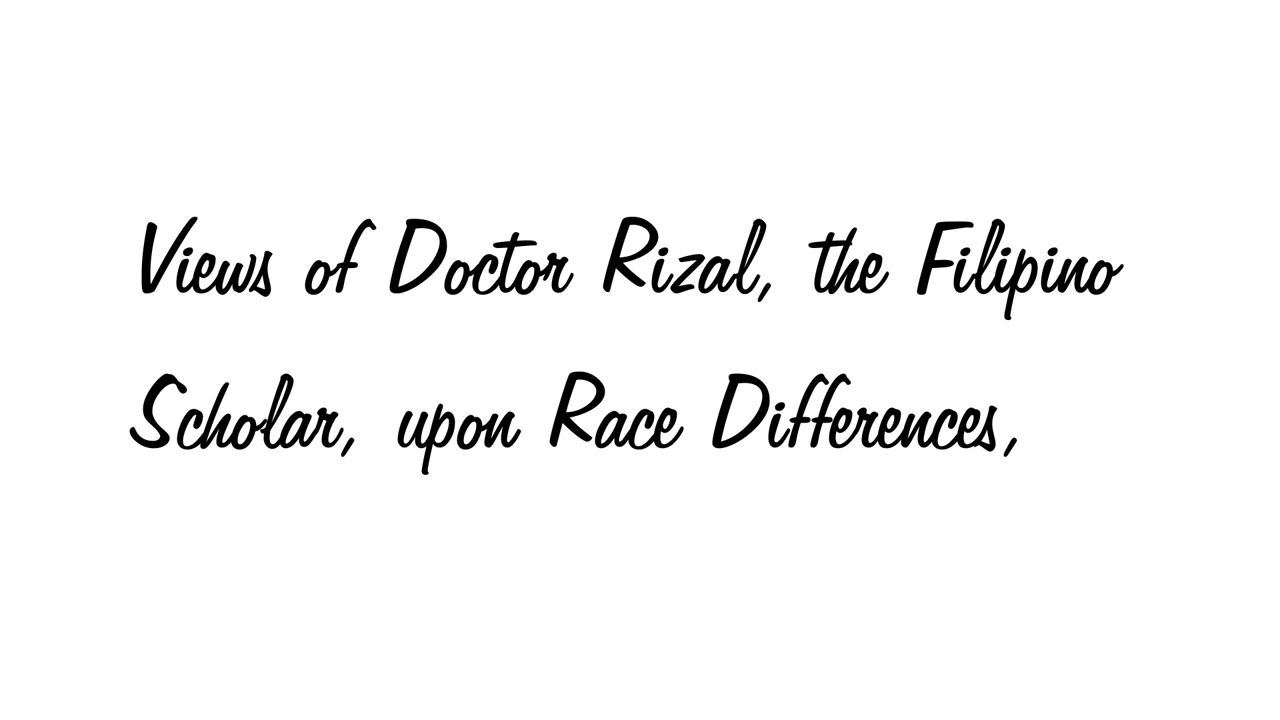 Views of Doctor Rizal, the Filipino
Scholar, upon Race Differences,